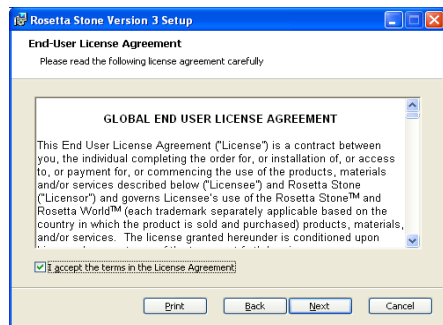 Rosetta Stone Version 3 Setup
End-User License Agreement
Please read the following license agreement carefully
GLOBAL END USER LICENSE AGREEMENT
This End User License Agreement ("License") is a contract between
you, the individual completing the order for, or installation of, or access
to, or payment for, or commencing the use of the products, materials
and/or services described below ("Licensee") and Rosetta Stone
("Licensor") and governs Licensee's use of the Rosetta Stone™ and
Rosetta World™ (each trademark separately applicable based on the
country in which the product is sold and purchased) products, materials,
and/or services. The license granted hereunder is conditioned upon
I accept the terms in the License Agreement
Print Back Next Cancel